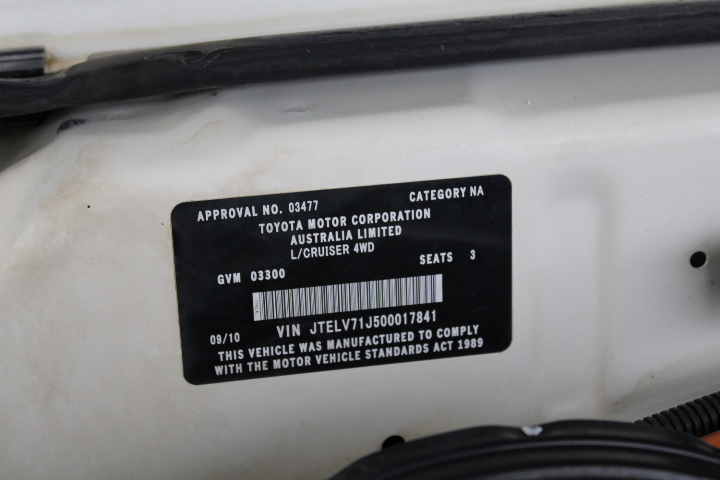 APPROVAL NO. 03477 CATEGORY NA
TOYOTA MOTOR CORPORATION
AUSTRALIA LIMITED
L/CRUISER 4WD
GVM 03300 SEATS 3
09/10 VIN JTELV71J500017841
THIS VEHICLE WAS MANUFACTURED TO COMPLY
WITH THE MOTOR VEHICLE STANDARDS ACT 1989